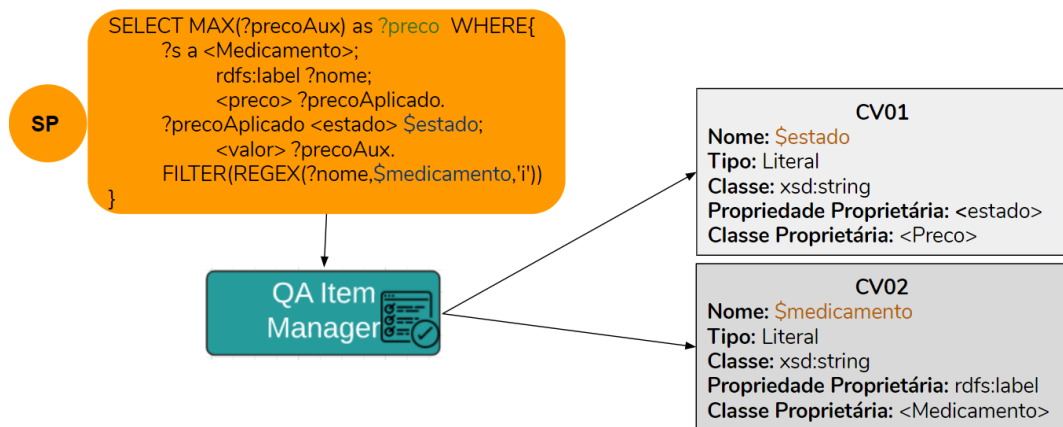 SP
SELECT MAX(?precoAux) as ?preco WHERE{
?s a <Medicamento>;
rdfs:label ?nome;
<preco> ?precoAplicado.
?precoAplicado <estado> $estado;
<valor> ?precoAux.
FILTER(REGEX(?nome,$medicamento,'i'))
}
QA Item
Manager
CV01
Nome: $estado
Tipo: Literal
Classe: xsd:string
Propriedade Proprietária: <estado>
Classe Proprietária: <Preco>
CV02
Nome: $medicamento
Tipo: Literal
Classe: xsd:string
Propriedade Proprietária: rdfs:label
Classe Proprietária: <Medicamento>